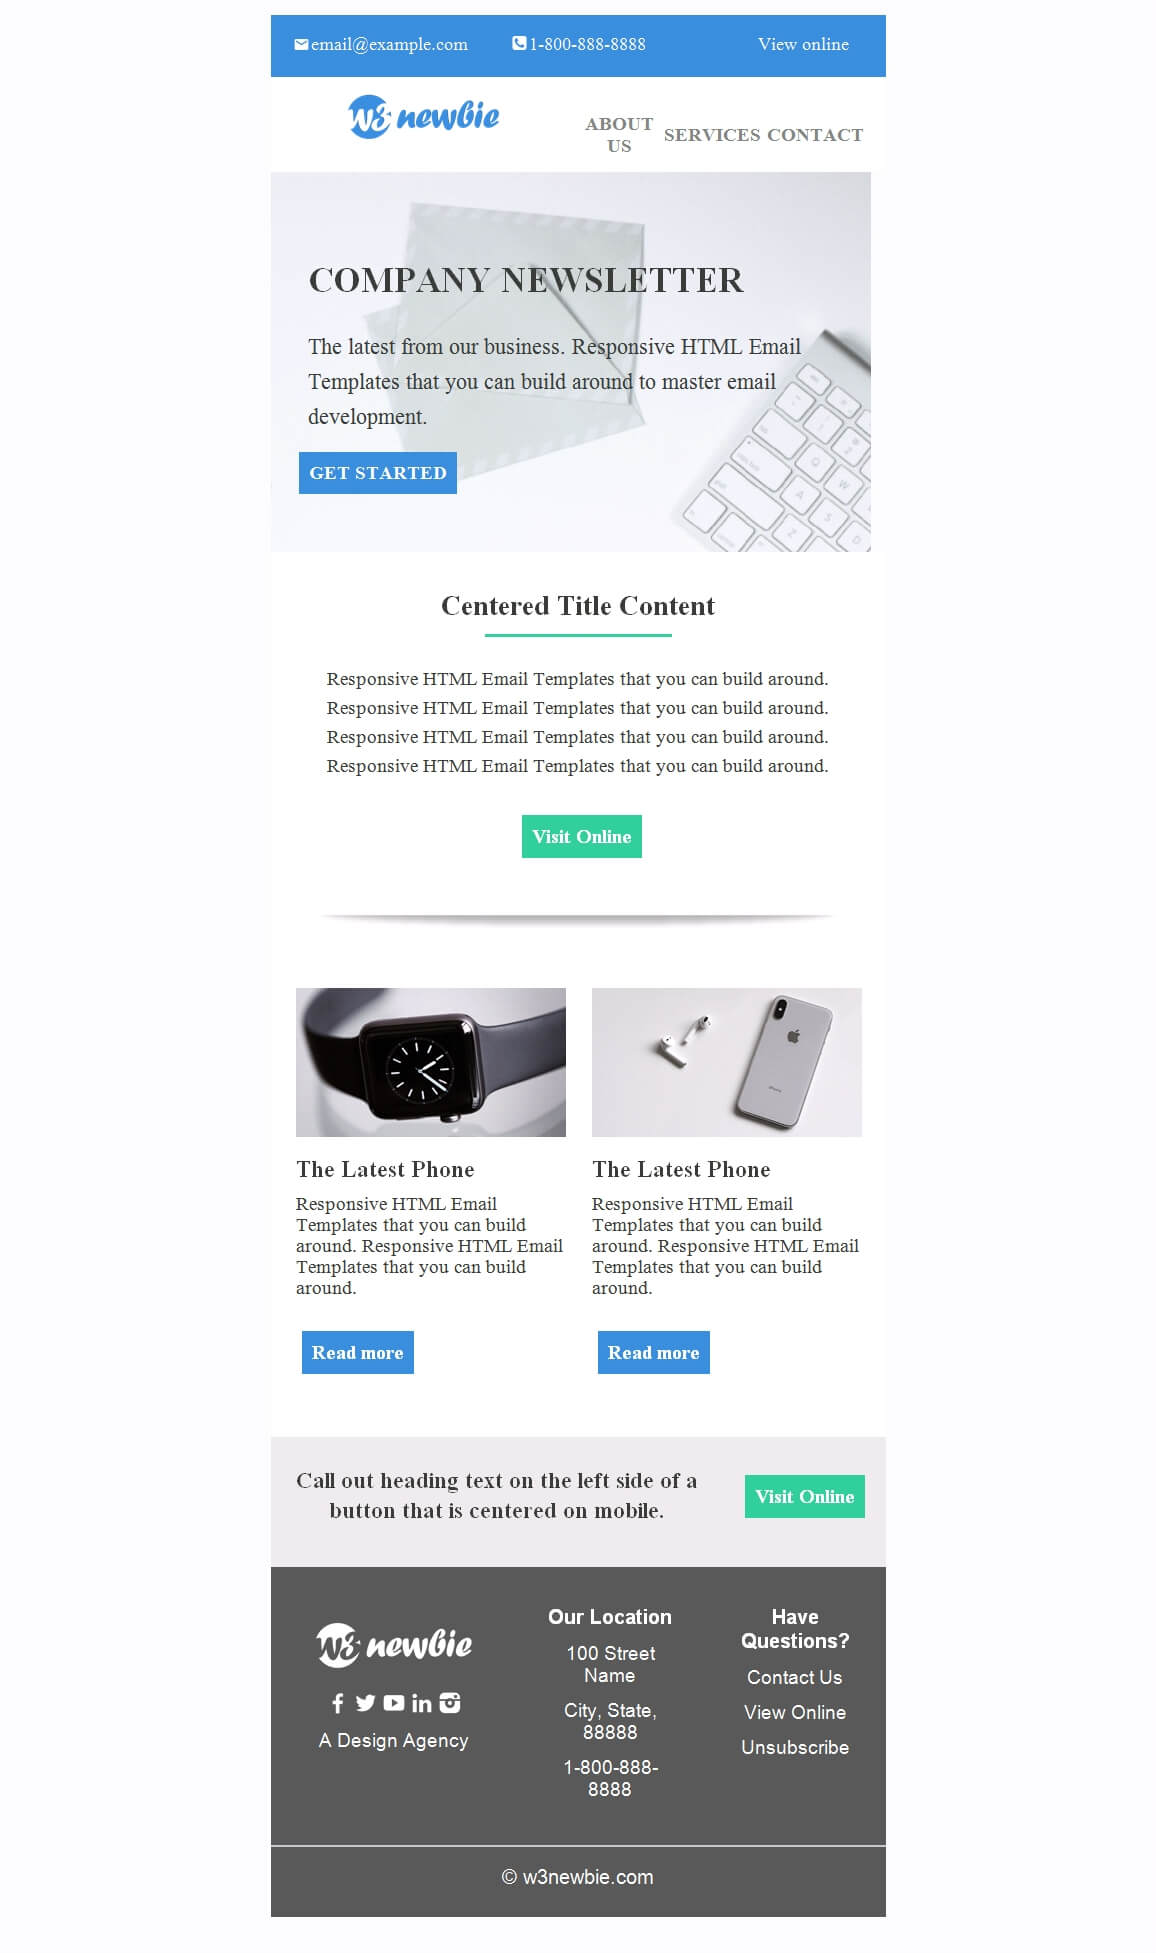 email@example.com 1-800-888-8888 View online
W3 newbie
ABOUT
US
SERVICES CONTACT
COMPANY NEWSLETTER
The latest from our business. Responsive HTML Email
Templates that you can build around to master email
development.
GET STARTED
Centered Title Content
Responsive HTML Email Templates that you can build around.
Responsive HTML Email Templates that you can build around.
Responsive HTML Email Templates that you can build around.
Responsive HTML Email Templates that you can build around.
Visit Online
iPhone
The Latest Phone
Responsive HTML Email
Templates that you can build
around. Responsive HTML Email
Templates that you can build
around.
Read more
The Latest Phone
Responsive HTML Email
Templates that you can build
around. Responsive HTML Email
Templates that you can build
around.
Read more
Call out heading text on the left side of a
button that is centered on mobile.
Visit Online
W3 newbie
A Design Agency
Our Location
100 Street
Name
City, State,
88888
1-800-888-
8888
Have
Questions?
Contact Us
View Online
Unsubscribe
© w3newbie.com